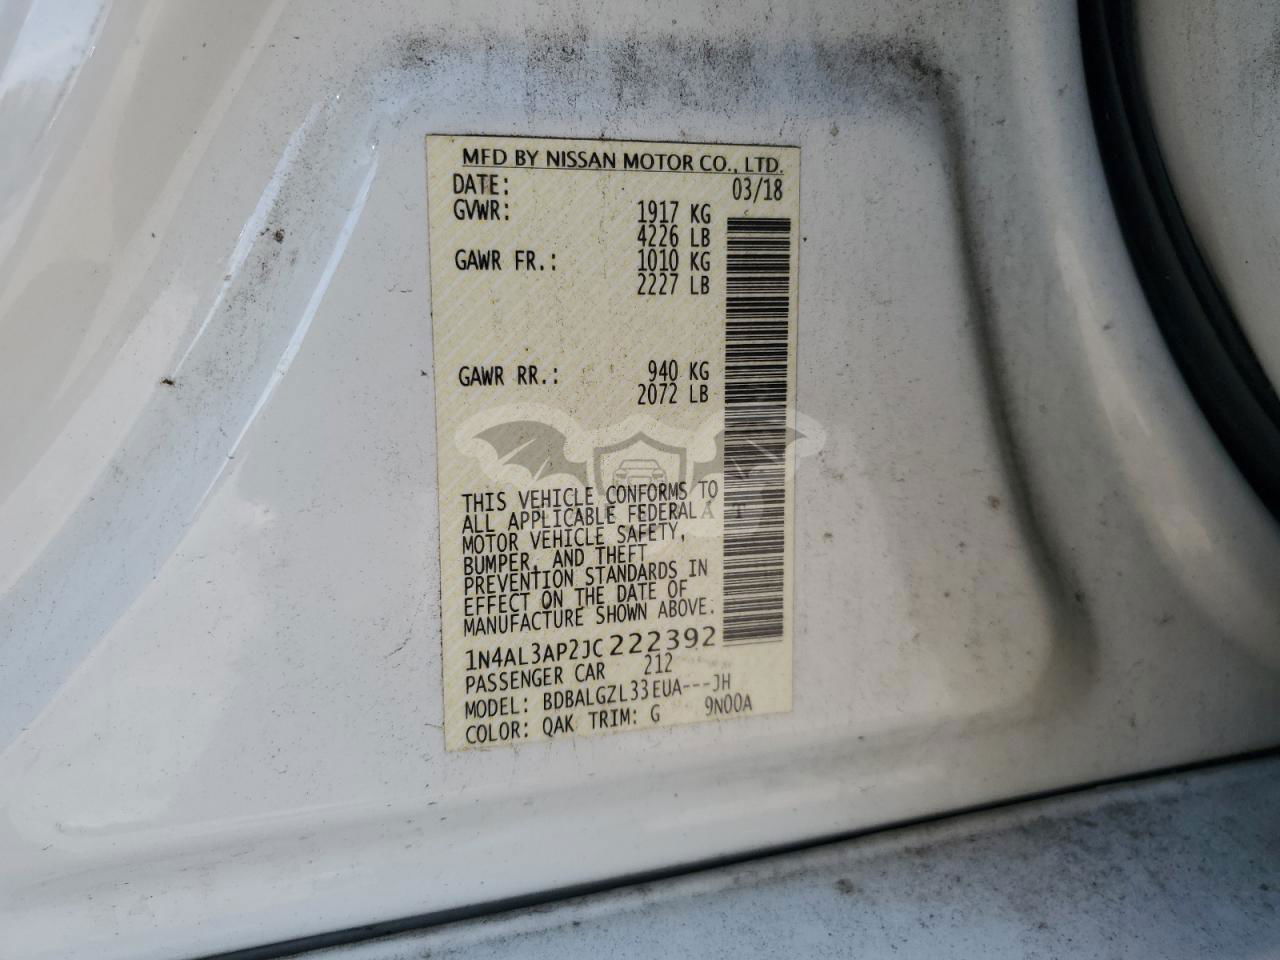 MFD BY NISSAN MOTOR CO., LTD.
DATE: 03/18
GVWR: 1917 KG
4226 LB
GAWR FR.: 1010 KG
2227 LB
GAWR RR.: 940 KG
2072 LB
THIS VEHICLE CONFORMS TO
ALL APPLICABLE FEDERAL
MOTOR VEHICLE SAFETY,
BUMPER, AND THEFT
PREVENTION STANDARDS IN
EFFECT ON THE DATE OF
MANUFACTURE SHOWN ABOVE.
1N4AL3AP2JC222392
PASSENGER CAR 212
MODEL: BDBALGZL33EUA---JH
COLOR: QAK TRIM: G 9N00A